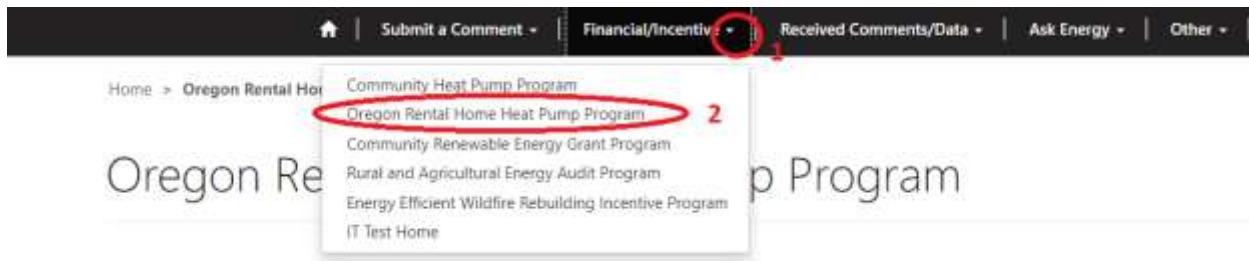 Submit a Comment Financial/Incentive Received Comments/Data Ask Energy Other
1
Home > Oregon Rental Ho
Community Heat Pump Program
Oregon Rental Home Heat Pump Program 2
Community Renewable Energy Grant Program
Oregon Re p Program
Rural and Agricultural Energy Audit Program
Energy Efficient Wildfire Rebuilding Incentive Program
IT Test Home